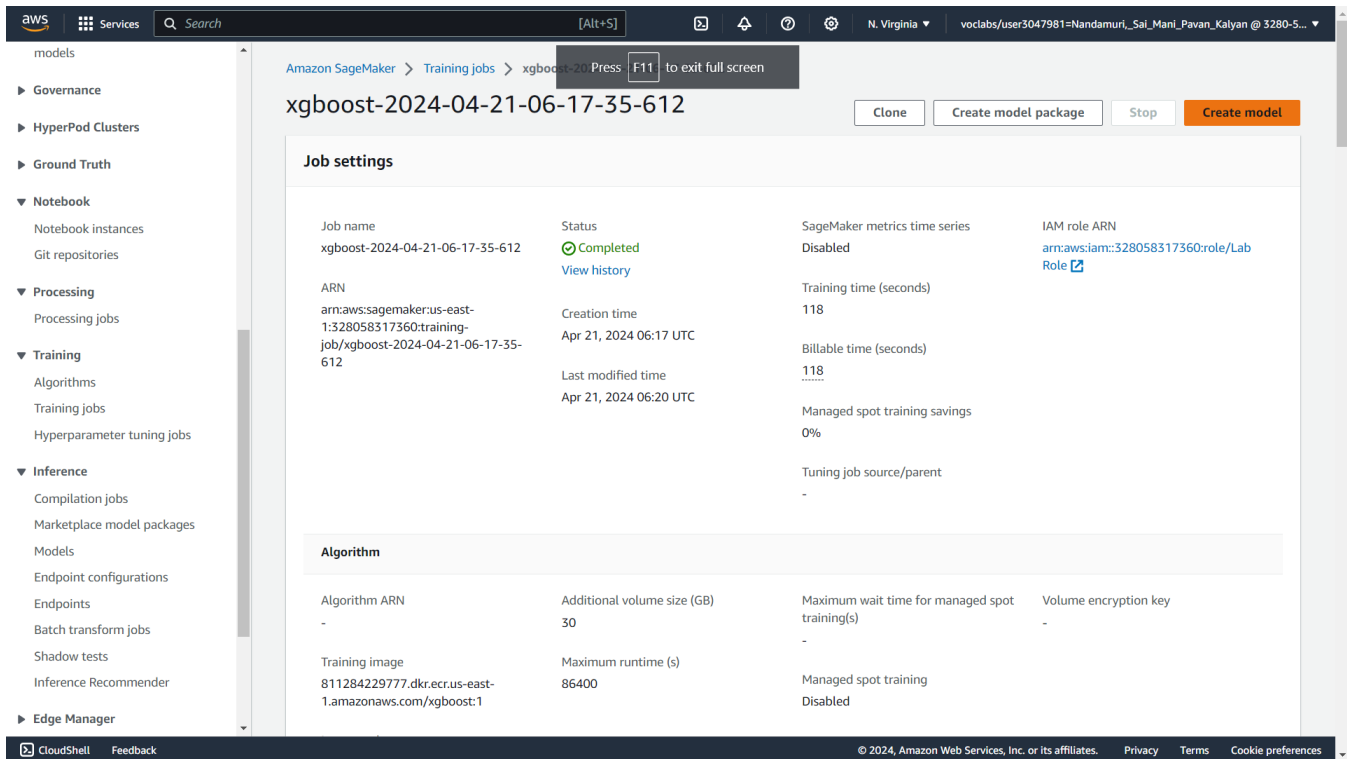 aws
Services
Search
[Alt+S]
N. Virginia ▼
voclabs/user3047981=Nandamuri,_Sai_Mani_Pavan_Kalyan @ 3280-5... ▼
models
Governance
HyperPod Clusters
Ground Truth
Notebook
Notebook instances
Git repositories
Processing
Processing jobs
Training
Algorithms
Training jobs
Hyperparameter tuning jobs
Inference
Compilation jobs
Marketplace model packages
Models
Endpoint configurations
Endpoints
Batch transform jobs
Shadow tests
Inference Recommender
Edge Manager
Amazon SageMaker > Training jobs > xgboost-20
Press F11 to exit full screen
xgboost-2024-04-21-06-17-35-612
Clone
Create model package
Stop
Create model
Job settings
Job name
xgboost-2024-04-21-06-17-35-612
ARN
arn:aws:sagemaker:us-east-
1:328058317360:training-
job/xgboost-2024-04-21-06-17-35-
612
Status
Completed
View history
Creation time
Apr 21, 2024 06:17 UTC
Last modified time
Apr 21, 2024 06:20 UTC
SageMaker metrics time series
Disabled
Training time (seconds)
118
Billable time (seconds)
118
Managed spot training savings
0%
Tuning job source/parent
-
IAM role ARN
arn:aws:iam::328058317360:role/Lab
Role
Algorithm
Algorithm ARN
-
Training image
811284229777.dkr.ecr.us-east-
1.amazonaws.com/xgboost:1
Additional volume size (GB)
30
Maximum runtime (s)
86400
Maximum wait time for managed spot
training(s)
-
Managed spot training
Disabled
Volume encryption key
-
CloudShell
Feedback
© 2024, Amazon Web Services, Inc. or its affiliates.
Privacy
Terms
Cookie preferences